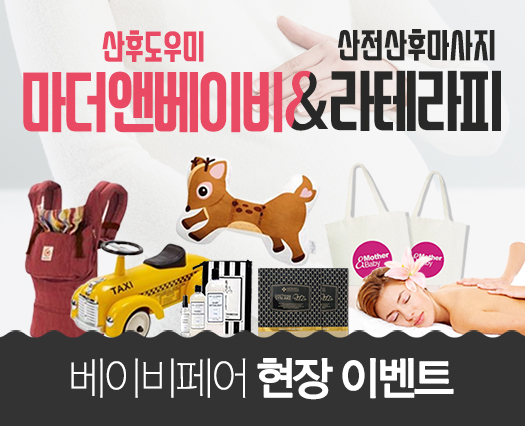 산후도우미
산전산후마사지
마더앤베이비&라테라피
TAXI
&Mother
Baby
&Mother
Baby
베이비페어 현장 이벤트